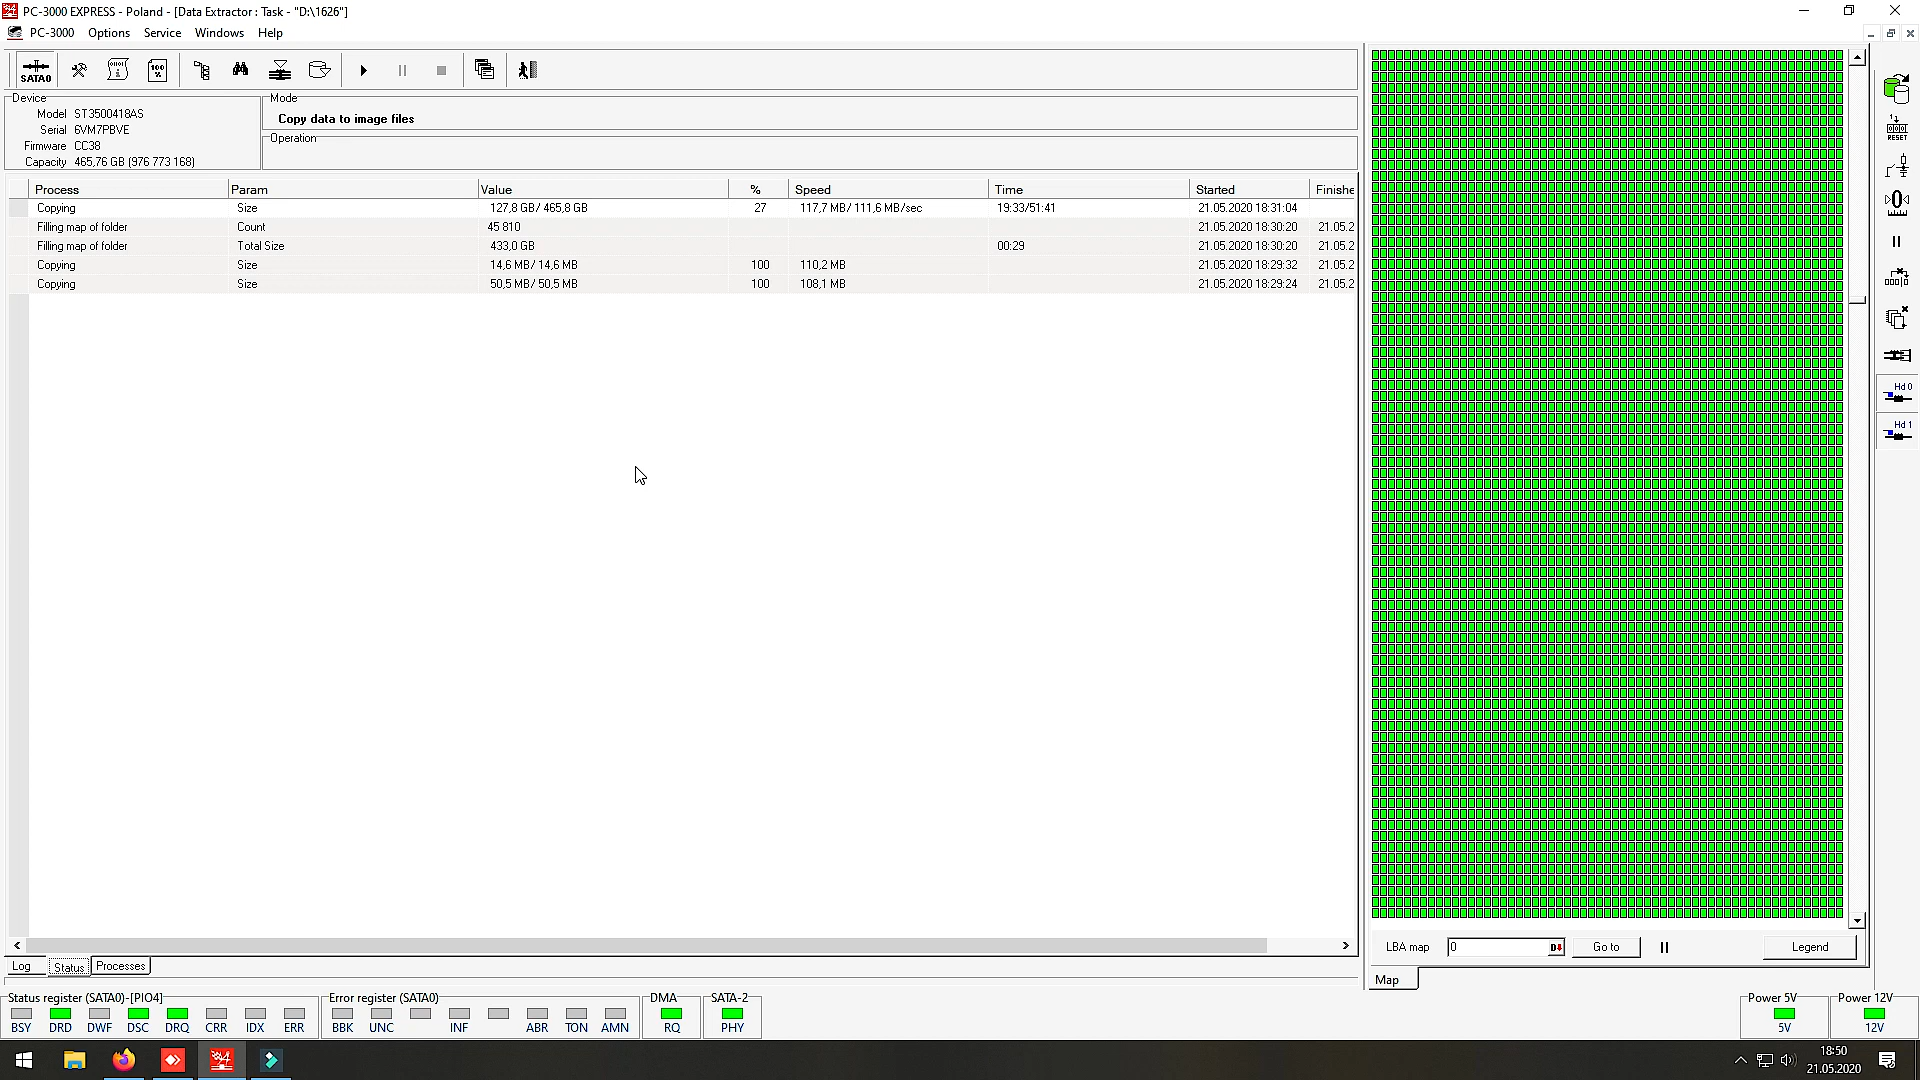 PC-3000 EXPRESS - Poland - [Data Extractor : Task - "D:\1626"]
PC-3000 Options Service Windows Help
SATA0
100 %
Device
Model ST3500418AS
Serial 6VM7PBVE
Firmware CC38
Capacity 465,76 GB (976 773 168)
Mode
Copy data to image files
Operation
Process Param Value % Speed Time Started Finishe
Copying Size 127,8 GB/ 465,8 GB 27 117,7 MB/ 111,6 MB/sec 19:33/51:41 21.05.2020 18:31:04
Filling map of folder Count 45 810 21.05.2020 18:30:20 21.05.2
Filling map of folder Total Size 433,0 GB 00:29 21.05.2020 18:30:20 21.05.2
Copying Size 14,6 MB/ 14,6 MB 100 110,2 MB 21.05.2020 18:29:32 21.05.2
Copying Size 50,5 MB/ 50,5 MB 100 108,1 MB 21.05.2020 18:29:24 21.05.2
RESET
Hd 0
Hd 1
LBA map 0 Go to Legend
Log Status Processes
Map
Status register (SATA0)-[PIO4] Error register (SATA0) DMA SATA-2 Power 5V Power 12V
BSY DRD DWF DSC DRQ CRR IDX ERR BBK UNC INF ABR TON AMN RQ PHY 5V 12V
18:50
21.05.2020